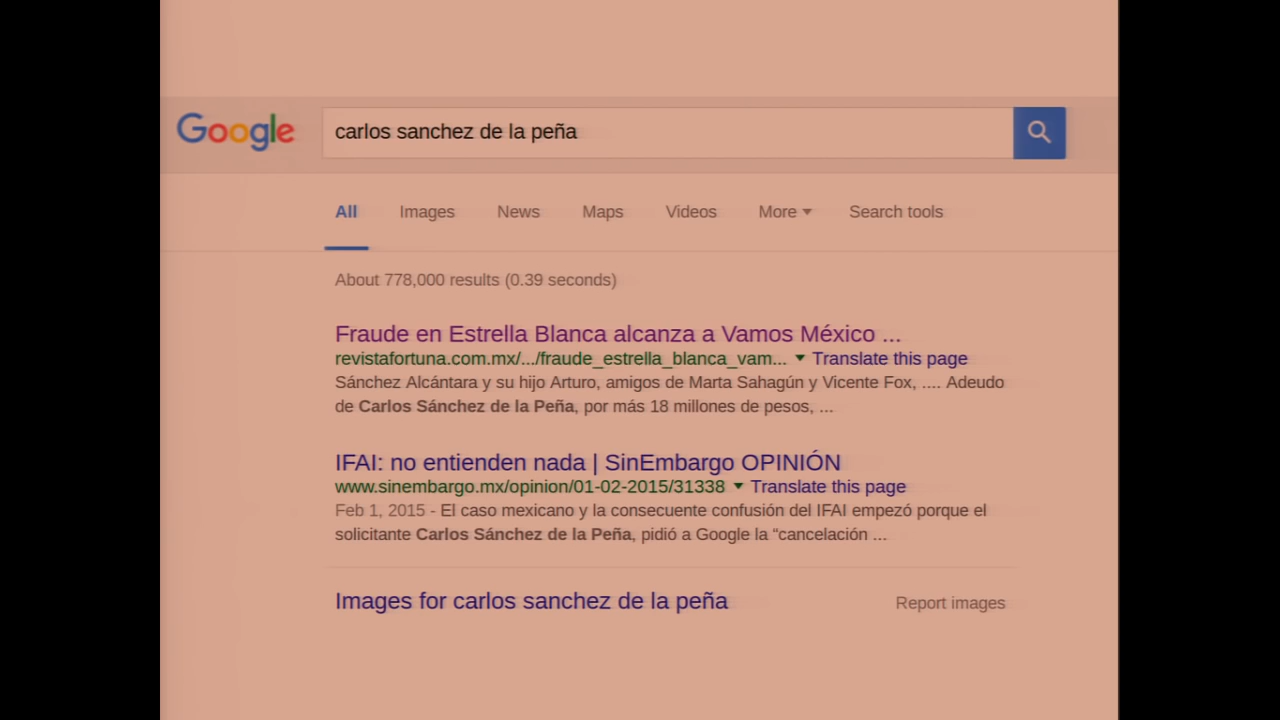 Google
carlos sanchez de la peña
All Images News Maps Videos More Search tools
About 778,000 results (0.39 seconds)
Fraude en Estrella Blanca alcanza a Vamos México ...
revistafortuna.com.mx/.../fraude_estrella_blanca_vam... Translate this page
Sánchez Alcántara y su hijo Arturo, amigos de Marta Sahagún y Vicente Fox, .... Adeudo
de Carlos Sánchez de la Peña, por más 18 millones de pesos, ...
IFAI: no entienden nada | SinEmbargo OPINIÓN
www.sinembargo.mx/opinion/01-02-2015/31338 Translate this page
Feb 1, 2015 - El caso mexicano y la consecuente confusión del IFAI empezó porque el
solicitante Carlos Sánchez de la Peña, pidió a Google la “cancelación ...
Images for carlos sanchez de la peña Report images